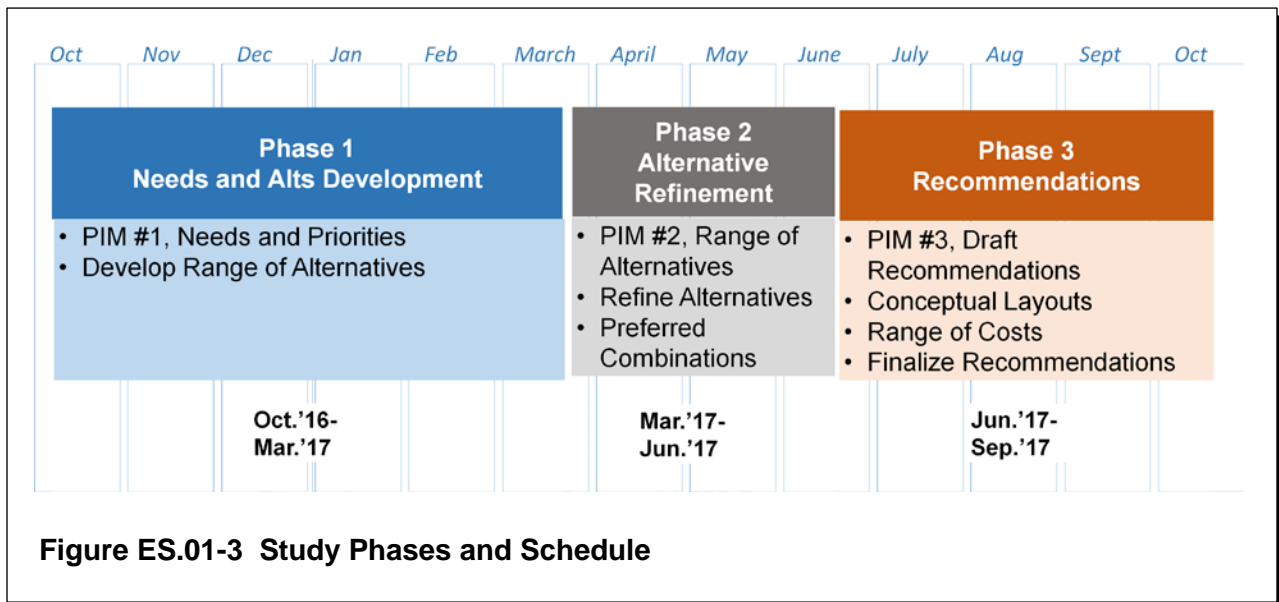 Oct Nov Dec Jan Feb March April May June July Aug Sept Oct
Phase 1
Needs and Alts Development
• PIM #1, Needs and Priorities
• Develop Range of Alternatives
Oct.'16-
Mar.'17
Phase 2
Alternative
Refinement
• PIM #2, Range of
Alternatives
• Refine Alternatives
• Preferred
Combinations
Mar.'17-
Jun.'17
Phase 3
Recommendations
• PIM #3, Draft
Recommendations
• Conceptual Layouts
• Range of Costs
• Finalize Recommendations
Jun.'17-
Sep.'17
Figure ES.01-3 Study Phases and Schedule